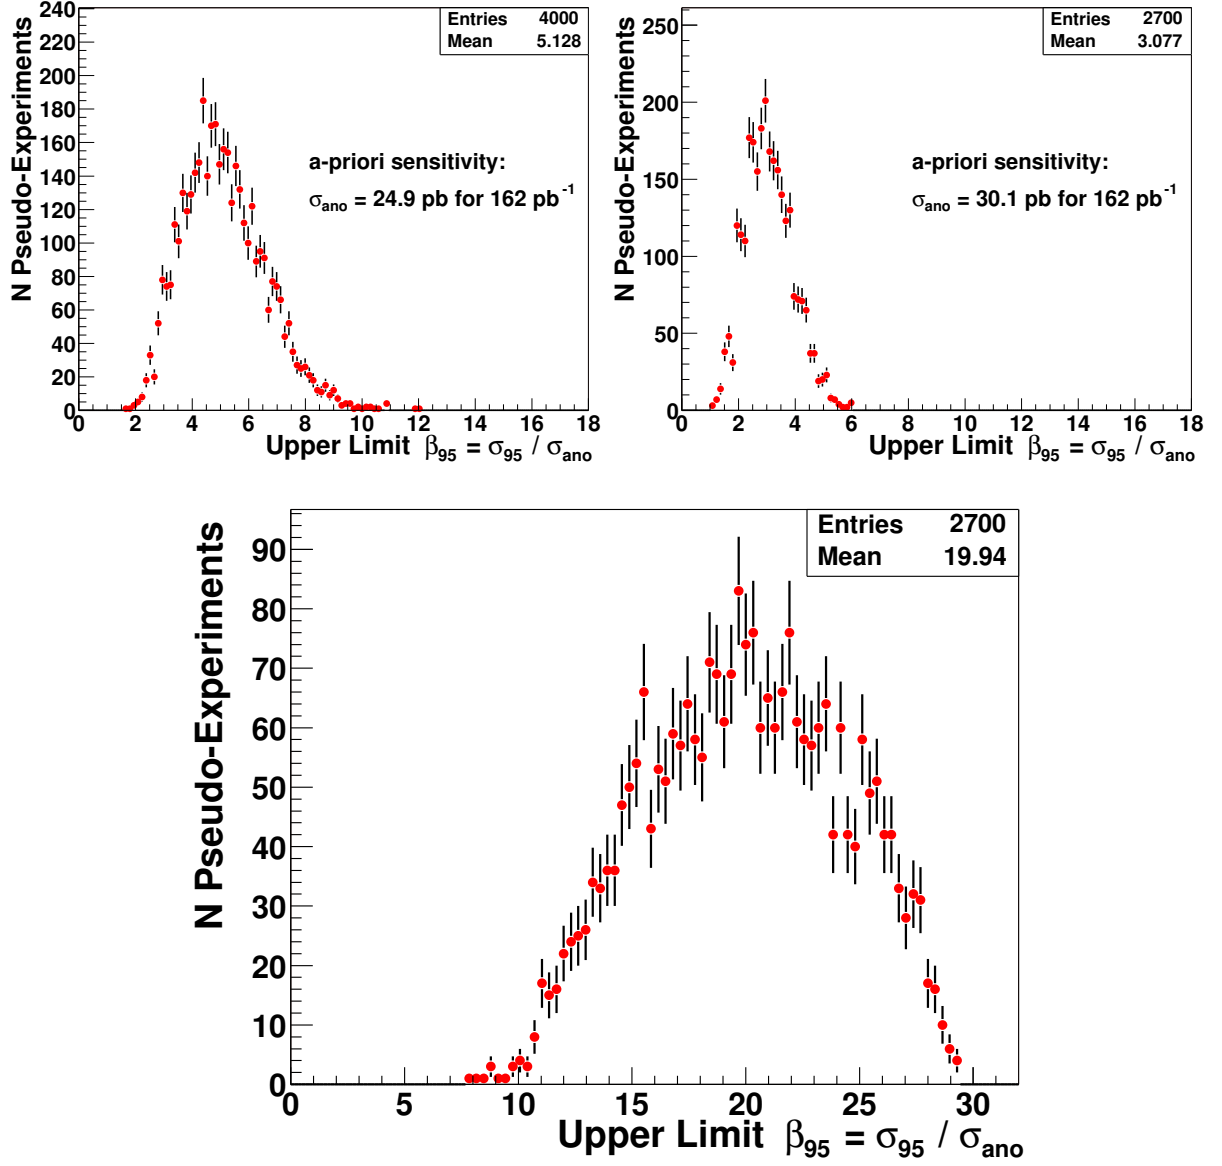 Entries 4000
Mean 5.128
N Pseudo-Experiments
240
220
200
180
160
140
120
100
80
60
40
20
0
a-priori sensitivity:
σano = 24.9 pb for 162 pb-1
0 2 4 6 8 10 12 14 16 18
Upper Limit β95 = σ95 / σano
Entries 2700
Mean 3.077
N Pseudo-Experiments
250
200
150
100
50
0
a-priori sensitivity:
σano = 30.1 pb for 162 pb-1
0 2 4 6 8 10 12 14 16 18
Upper Limit β95 = σ95 / σano
Entries 2700
Mean 19.94
N Pseudo-Experiments
90
80
70
60
50
40
30
20
10
0
0 5 10 15 20 25 30
Upper Limit β95 = σ95 / σano